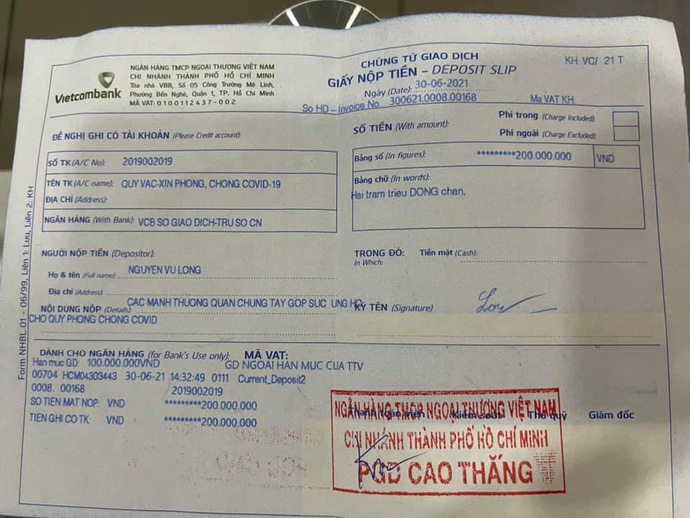 Vietcombank
NGÂN HÀNG TMCP NGOẠI THƯƠNG VIỆT NAM
CHI NHÁNH THÀNH PHỐ HỒ CHÍ MINH
Tòa nhà VBB, Số 05 Công Trường Mê Linh,
Phường Bến Nghé, Quận 1, TP. Hồ Chí Minh
MÃ VAT: 0100112437-002
CHỨNG TỪ GIAO DỊCH
GIẤY NỘP TIỀN - DEPOSIT SLIP
Ngày (Date): 30-06-2021
So HD - Invoice No. 300621.0008.00168
Ma VAT KH:
KH: VC/ 21 T
ĐỀ NGHỊ GHI CÓ TÀI KHOẢN (Please Credit account):
SỐ TK (A/C No): 2019002019
TÊN TK (A/C name): QUY VAC-XIN PHONG, CHONG COVID-19
ĐỊA CHỈ (Address):
NGÂN HÀNG (With Bank): VCB SO GIAO DICH-TRU SO CN
SỐ TIỀN (With amount):
Phí trong (Charge Included)
Phí ngoài (Charge Excluded)
Bằng số (In figures): *********200.000.000 VND
Bằng chữ (In words):
Hai tram trieu DONG chan.
NGƯỜI NỘP TIỀN (Depositor):
Họ & tên (Full name) NGUYEN VU LONG
Địa chỉ (Address)
NỘI DUNG NỘP (Details) CAC MANH THUONG QUAN CHUNG TAY GOP SUC UNG HO
CHO QUY PHONG CHONG COVID
TRONG ĐÓ:
In Which:
Tiền mặt (Cash):
KÝ TÊN (Signature)
DÀNH CHO NGÂN HÀNG (for Bank's Use only): MÃ VAT:
Han muc GD: 100.000.000VND GD NGOAI HAN MUC CUA TTV
00704 HCM04303443 30-06-21 14:32:49 0111 Current_Deposit2
0008. 00168 2019002019
SO TIEN MAT NOP: VND *********200.000.000
TIEN GHI CO TK: VND *********200.000.000
Thủ quỹ
Giám đốc
NGÂN HÀNG TMCP NGOẠI THƯƠNG VIỆT NAM
CHI NHÁNH THÀNH PHỐ HỒ CHÍ MINH
PGD CAO THẮNG
Form NHBL 01 - 06/99, Liên 1: Lưu, Liên 2: KH